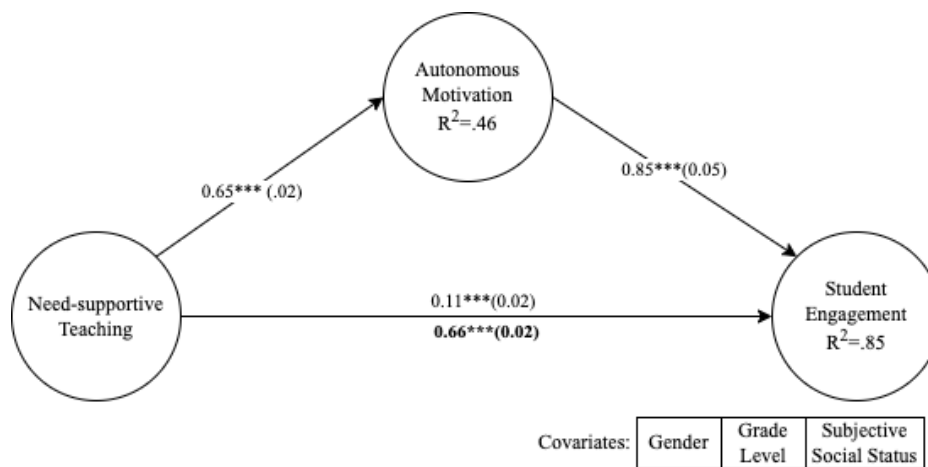 Autonomous
Motivation
R²=.46
0.65*** (.02)
0.85***(0.05)
Need-supportive
Teaching
0.11***(0.02)
0.66***(0.02)
Student
Engagement
R²=.85
Covariates:
Gender
Grade
Level
Subjective
Social Status